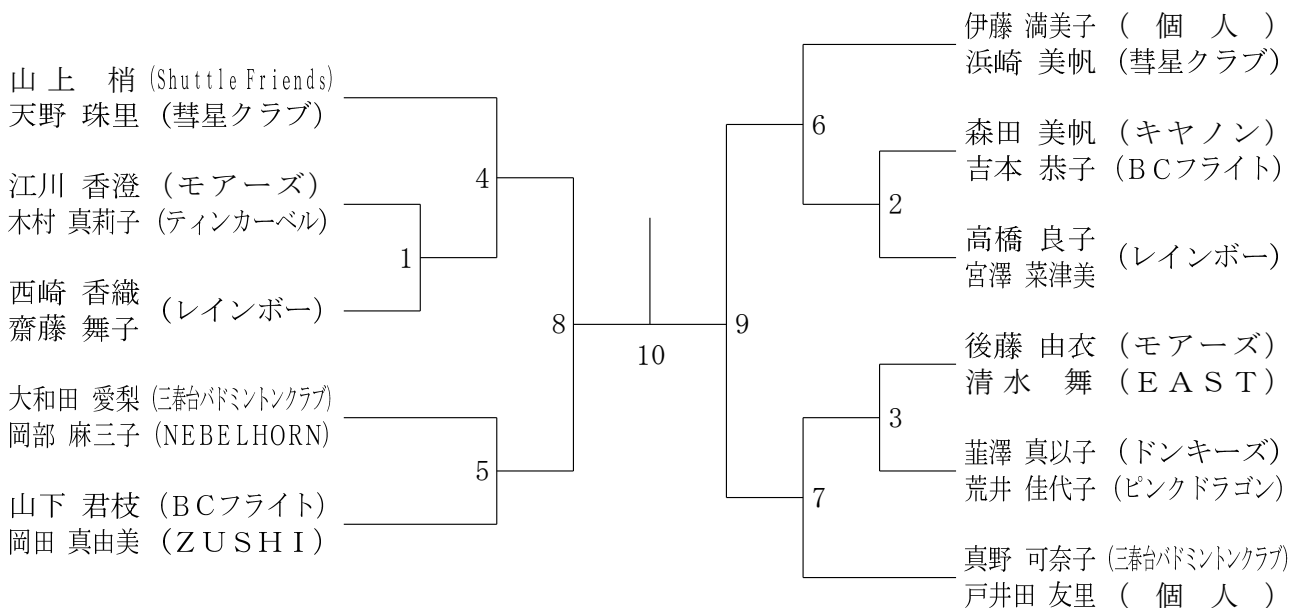 山上 梢 (Shuttle Friends)
天野 珠里 (彗星クラブ)
江川 香澄 (モアーズ)
木村 真莉子 (ティンカーベル)
西崎 香織
齋藤 舞子
(レインボー)
大和田 愛梨 (三春台バドミントンクラブ)
岡部 麻三子 (NEBELHORN)
山下 君枝 (BCフライト)
岡田 真由美 (ZUSHI)
4
1
5
8
10
9
6
2
3
7
伊藤 満美子 ( 個 人 )
浜崎 美帆 (彗星クラブ)
森田 美帆 (キヤノン)
吉本 恭子 (BCフライト)
高橋 良子
宮澤 菜津美
(レインボー)
後藤 由衣 (モアーズ)
清水 舞 (EAST)
韮澤 真以子 (ドンキーズ)
荒井 佳代子 (ピンクドラゴン)
真野 可奈子 (三春台バドミントンクラブ)
戸井田 友里 ( 個 人 )